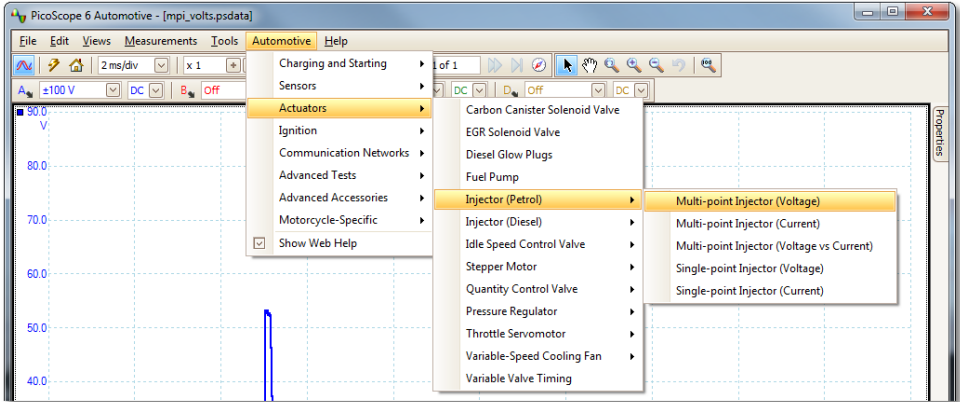 PicoScope 6 Automotive - [mpi_volts.psdata]
File Edit Views Measurements Tools Automotive Help
2 ms/div x 1 1 of 1
A ±100 V DC B Off DC D Off DC
90.0
V
80.0
70.0
60.0
50.0
40.0
Charging and Starting
Sensors
Actuators
Ignition
Communication Networks
Advanced Tests
Advanced Accessories
Motorcycle-Specific
Show Web Help
Carbon Canister Solenoid Valve
EGR Solenoid Valve
Diesel Glow Plugs
Fuel Pump
Injector (Petrol)
Injector (Diesel)
Idle Speed Control Valve
Stepper Motor
Quantity Control Valve
Pressure Regulator
Throttle Servomotor
Variable-Speed Cooling Fan
Variable Valve Timing
Multi-point Injector (Voltage)
Multi-point Injector (Current)
Multi-point Injector (Voltage vs Current)
Single-point Injector (Voltage)
Single-point Injector (Current)
Properties